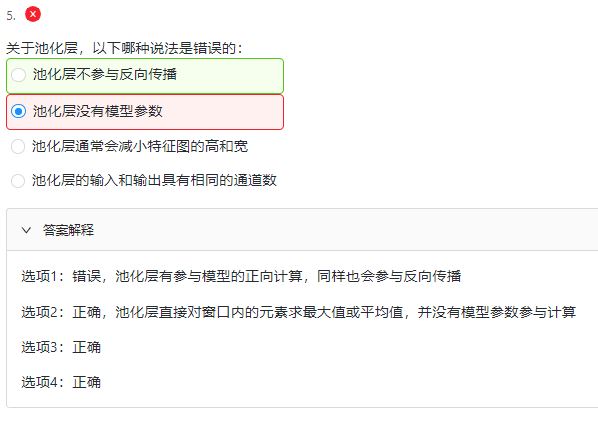 5.
关于池化层，以下哪种说法是错误的：
池化层不参与反向传播
池化层没有模型参数
池化层通常会减小特征图的高和宽
池化层的输入和输出具有相同的通道数
答案解释
选项1：错误，池化层有参与模型的正向计算，同样也会参与反向传播
选项2：正确，池化层直接对窗口内的元素求最大值或平均值，并没有模型参数参与计算
选项3：正确
选项4：正确